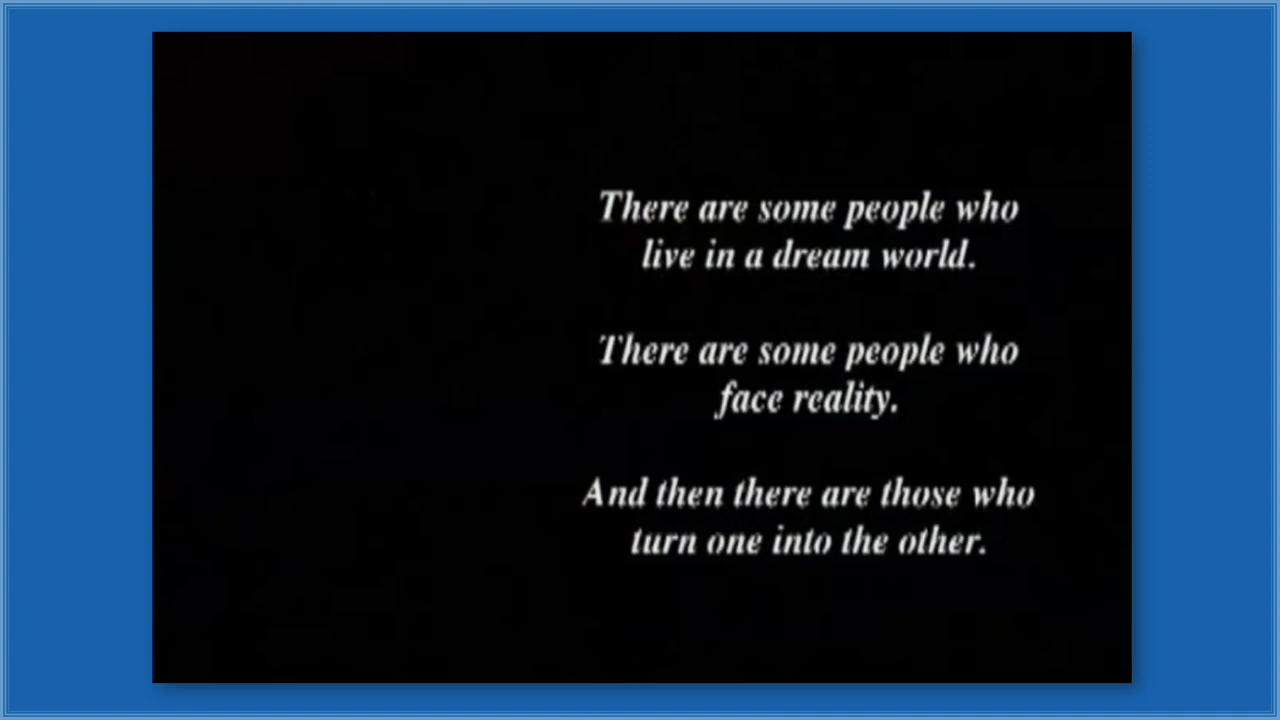 There are some people who
live in a dream world.
There are some people who
face reality.
And then there are those who
turn one into the other.